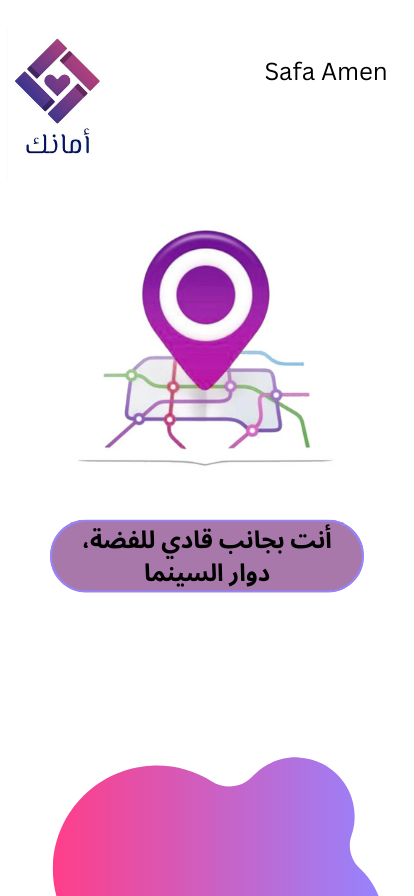 Safa Amen
أمانك
أنت بجانب قادي للفضة،
دوار السينما